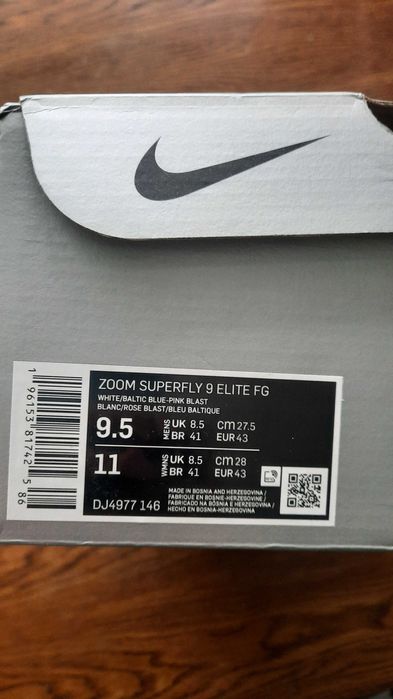 ZOOM SUPERFLY 9 ELITE FG
WHITE/BALTIC BLUE-PINK BLAST
BLANC/ROSE BLAST/BLEU BALTIQUE
9.5 MENS UK 8.5 CM 27.5
BR 41 EUR 43
11 WMNS UK 8.5 CM 28
BR 41 EUR 43
DJ4977 146
MADE IN BOSNIA AND HERZEGOVINA/
FABRIQUE EN BOSNIE-HERZEGOVINE/
FABRICADO NA BÓSNIA E HERZEGOVINA/
HECHO EN BOSNIA-HERZEGOVINA
1 96153 81742 5 86